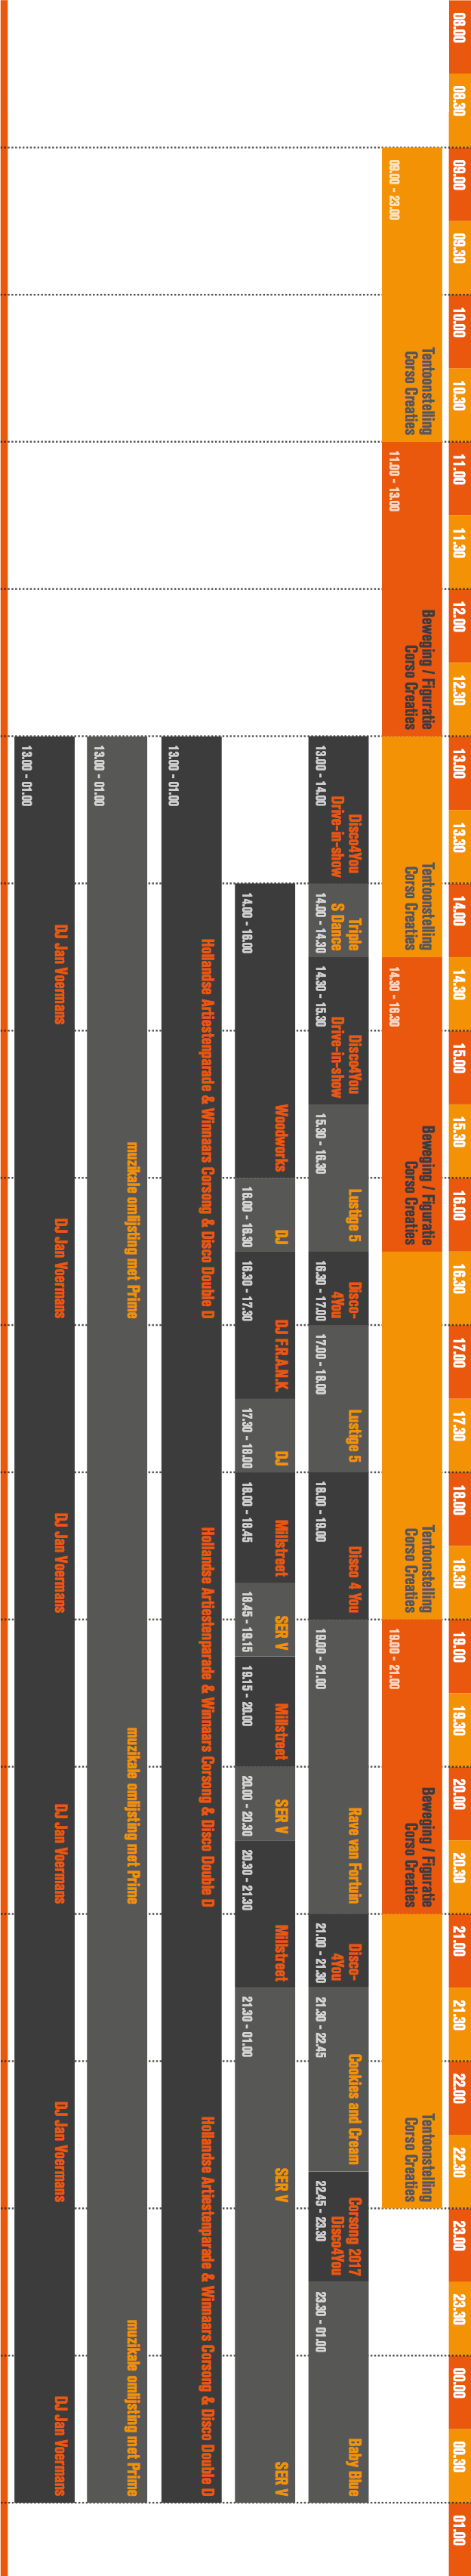 08.00 08.30 09.00 09.30 10.00 10.30 11.00 11.30 12.00 12.30 13.00 13.30 14.00 14.30 15.00 15.30 16.00 16.30 17.00 17.30 18.00 18.30 19.00 19.30 20.00 20.30 21.00 21.30 22.00 22.30 23.00 23.30 00.00 00.30 01.00
Tentoonstelling
Corso Creaties
09.00 - 23.00
Beweging / Figuratie
Corso Creaties
11.00 - 13.00
Tentoonstelling
Corso Creaties
Beweging / Figuratie
Corso Creaties
14.30 - 16.30
Tentoonstelling
Corso Creaties
Beweging / Figuratie
Corso Creaties
19.00 - 21.00
Tentoonstelling
Corso Creaties
Disco4You
Drive-in-show
13.00 - 14.00
Triple
S Dance
14.00 - 14.30
Disco4You
Drive-in-show
14.30 - 15.30
Lustige 5
15.30 - 16.30
Disco-
4You
16.30 - 17.00
Lustige 5
17.00 - 18.00
Disco 4 You
18.00 - 19.00
Rave van Fortuin
19.00 - 21.00
Disco-
4You
21.00 - 21.30
Cookies and Cream
21.30 - 22.45
Corsong 2017
Disco4You
22.45 - 23.30
Baby Blue
23.30 - 01.00
Woodworks
14.00 - 16.00
DJ
16.00 - 16.30
DJ F.R.A.N.K.
16.30 - 17.30
DJ
17.30 - 18.00
Millstreet
18.00 - 18.45
SER V
18.45 - 19.15
Millstreet
19.15 - 20.00
SER V
20.00 - 20.30
Millstreet
20.30 - 21.30
SER V
SER V
21.30 - 01.00
Hollandse Artiestenparade & Winnaars Corsong & Disco Double D
Hollandse Artiestenparade & Winnaars Corsong & Disco Double D
Hollandse Artiestenparade & Winnaars Corsong & Disco Double D
13.00 - 01.00
muzikale omlijsting met Prime
muzikale omlijsting met Prime
muzikale omlijsting met Prime
13.00 - 01.00
DJ Jan Voermans
DJ Jan Voermans
DJ Jan Voermans
DJ Jan Voermans
DJ Jan Voermans
DJ Jan Voermans
13.00 - 01.00